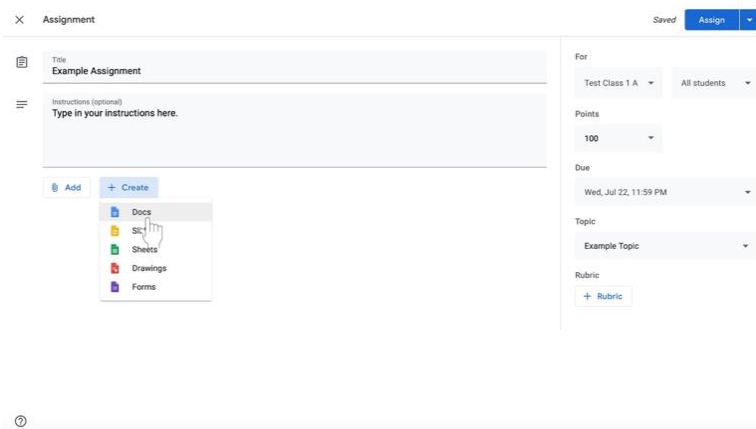 Assignment
Saved
Assign
Title
Example Assignment
Instructions (optional)
Type in your instructions here.
Add
+ Create
Docs
Sheets
Drawings
Forms
For
Test Class 1 A
All students
Points
100
Due
Wed, Jul 22, 11:59 PM
Topic
Example Topic
Rubric
+ Rubric